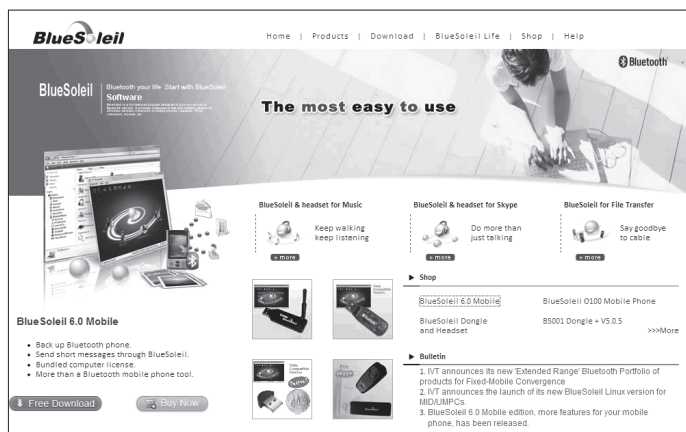 BlueSoleil
Home | Products | Download | BlueSoleil Life | Shop | Help
Bluetooth
BlueSoleil
Bluetooth your life Start with BlueSoleil
Software
The most easy to use
BlueSoleil & headset for Music
Keep walking
keep listening
more
BlueSoleil & headset for Skype
Do more than
just talking
more
BlueSoleil for File Transfer
Say goodbye
to cable
more
Shop
BlueSoleil 6.0 Mobile
BlueSoleil O100 Mobile Phone
BlueSoleil Dongle
and Headset
BS001 Dongle + V5.0.5
>>>More
BlueSoleil 6.0 Mobile
• Back up Bluetooth phone.
• Send short messages through BlueSoleil.
• Bundled computer license.
• More than a Bluetooth mobile phone tool.
Free Download
Buy Now
Bulletin
1. IVT announces its new 'Extended Range' Bluetooth Portfolio of
products for Fixed-Mobile Convergence
2. IVT announces the launch of its new BlueSoleil Linux version for
MID/UMPCs.
3. BlueSoleil 6.0 Mobile edition, more features for your mobile
phone, has been released.